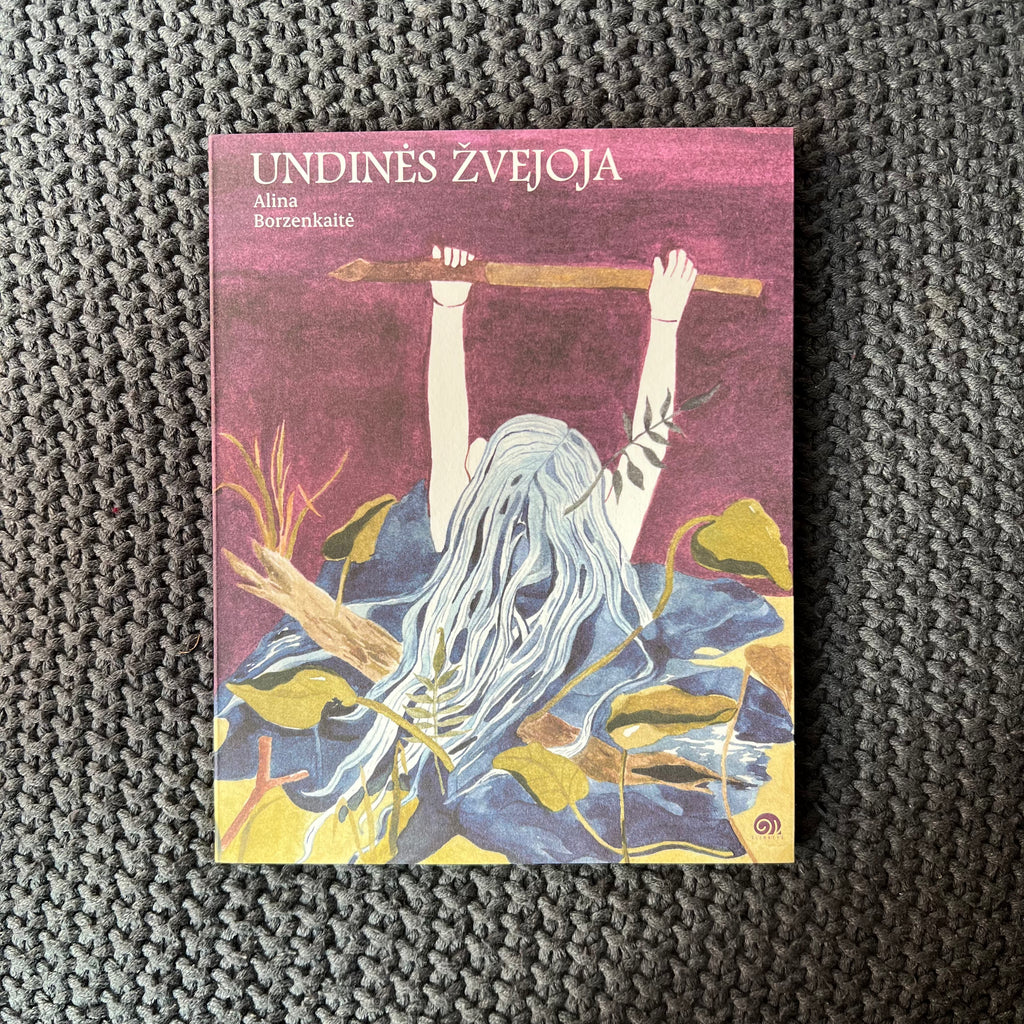 UNDINĖS ŽVEJOJA
Alina
Borzenkaitė